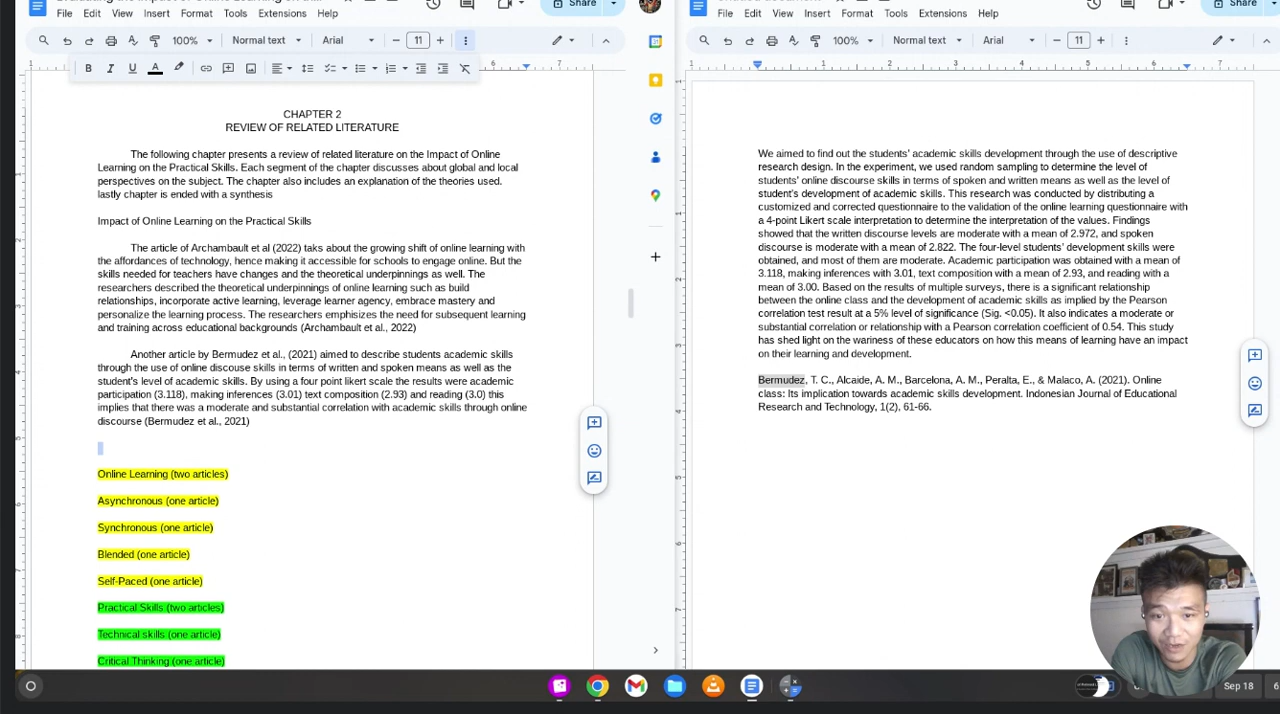 File Edit View Insert Format Tools Extensions Help
Share
100% Normal text Arial 11
CHAPTER 2
REVIEW OF RELATED LITERATURE
The following chapter presents a review of related literature on the Impact of Online
Learning on the Practical Skills. Each segment of the chapter discusses about global and local
perspectives on the subject. The chapter also includes an explanation of the theories used.
lastly chapter is ended with a synthesis
Impact of Online Learning on the Practical Skills
The article of Archambault et al (2022) taks about the growing shift of online learning with
the affordances of technology, hence making it accessible for schools to engage online. But the
skills needed for teachers have changes and the theoretical underpinnings as well. The
researchers described the theoretical underpinnings of online learning such as build
relationships, incorporate active learning, leverage learner agency, embrace mastery and
personalize the learning process. The researchers emphisizes the need for subsequent learning
and training across educational backgrounds (Archambault et al., 2022)
Another article by Bermudez et al., (2021) aimed to describe students academic skills
through the use of online discouse skills in terms of written and spoken means as well as the
student's level of academic skills. By using a four point likert scale the results were academic
participation (3.118), making inferences (3.01) text composition (2.93) and reading (3.0) this
implies that there was a moderate and substantial correlation with academic skills through online
discourse (Bermudez et al., 2021)
Online Learning (two articles)
Asynchronous (one article)
Synchronous (one article)
Blended (one article)
Self-Paced (one article)
Practical Skills (two articles)
Technical skills (one article)
Critical Thinking (one article)
File Edit View Insert Format Tools Extensions Help
Share
100% Normal text Arial 11
We aimed to find out the students' academic skills development through the use of descriptive
research design. In the experiment, we used random sampling to determine the level of
students' online discourse skills in terms of spoken and written means as well as the level of
student's development of academic skills. This research was conducted by distributing a
customized and corrected questionnaire to the validation of the online learning questionnaire with
a 4-point Likert scale interpretation to determine the interpretation of the values. Findings
showed that the written discourse levels are moderate with a mean of 2.972, and spoken
discourse is moderate with a mean of 2.822. The four-level students' development skills were
obtained, and most of them are moderate. Academic participation was obtained with a mean of
3.118, making inferences with 3.01, text composition with a mean of 2.93, and reading with a
mean of 3.00. Based on the results of multiple surveys, there is a significant relationship
between the online class and the development of academic skills as implied by the Pearson
correlation test result at a 5% level of significance (Sig. <0.05). It also indicates a moderate or
substantial correlation or relationship with a Pearson correlation coefficient of 0.54. This study
has shed light on the wariness of these educators on how this means of learning have an impact
on their learning and development.
Bermudez, T. C., Alcaide, A. M., Barcelona, A. M., Peralta, E., & Malaco, A. (2021). Online
class: Its implication towards academic skills development. Indonesian Journal of Educational
Research and Technology, 1(2), 61-66.
Sep 18